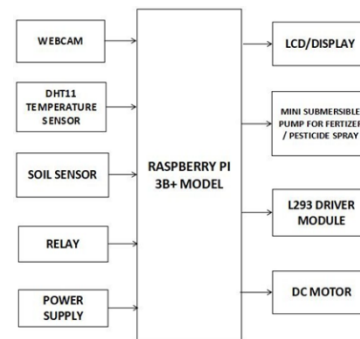 WEBCAM
DHT11
TEMPERATURE
SENSOR
SOIL SENSOR
RELAY
POWER
SUPPLY
RASPBERRY PI
3B+ MODEL
LCD/DISPLAY
MINI SUBMERSIBLE
PUMP FOR FERTIZER
/ PESTICIDE SPRAY
L293 DRIVER
MODULE
DC MOTOR